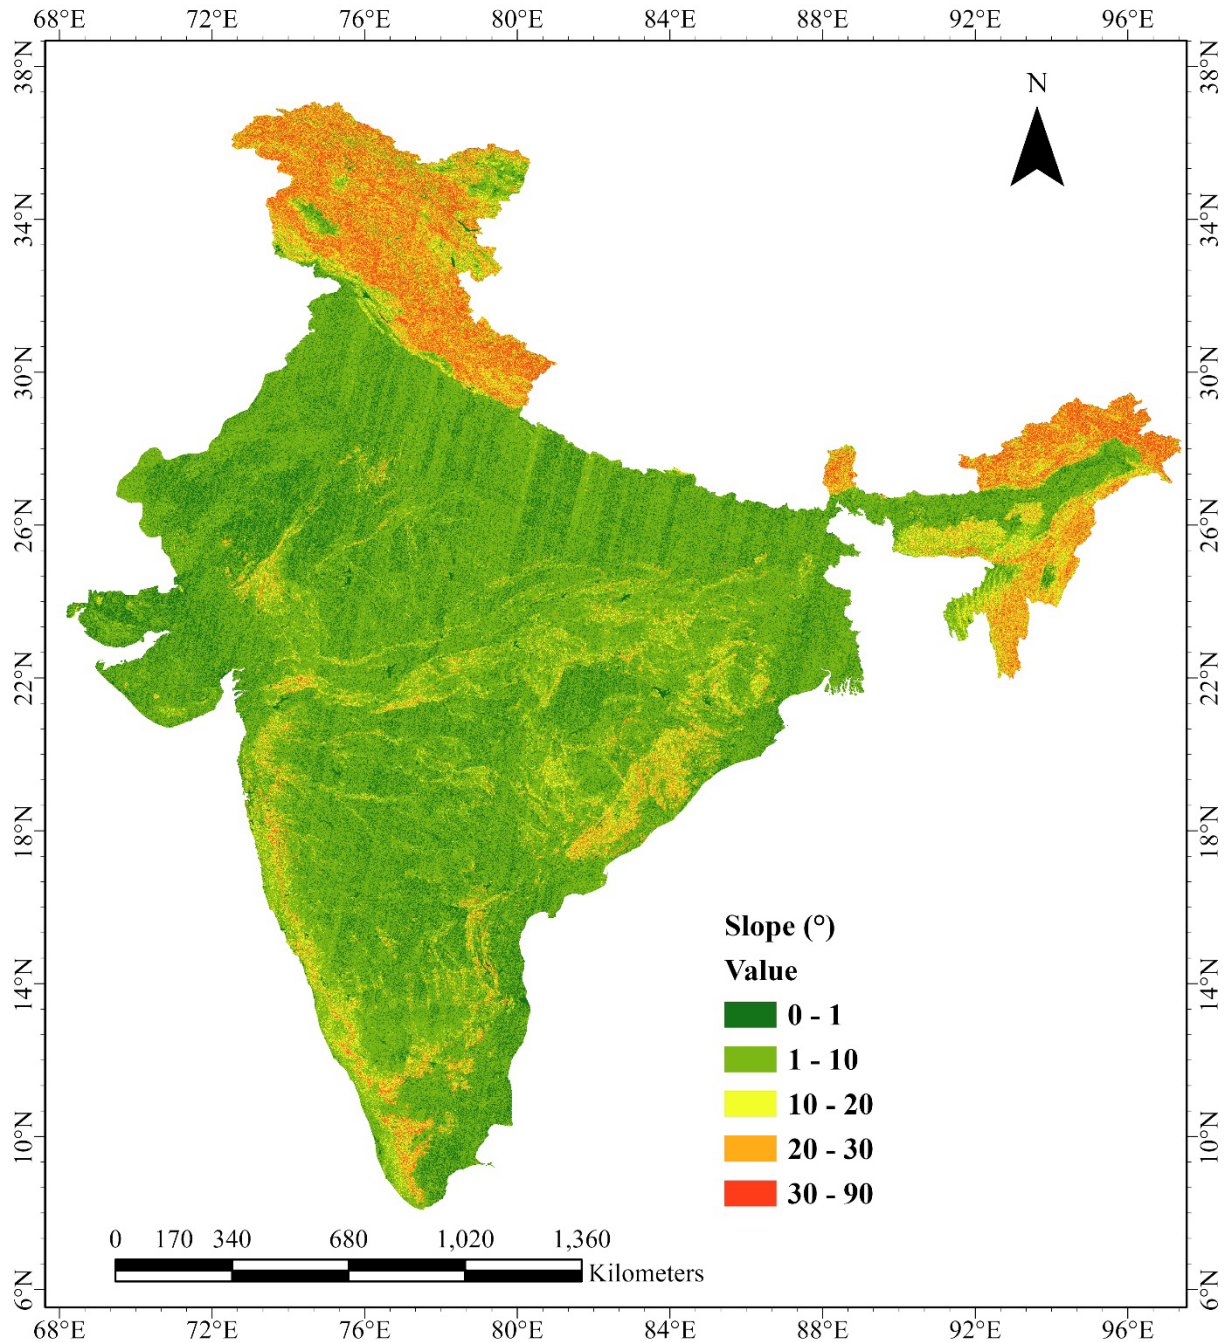 68°E 72°E 76°E 80°E 84°E 88°E 92°E 96°E
38°N 38°N
N
34°N 34°N
30°N 30°N
26°N 26°N
22°N 22°N
18°N 18°N
Slope (°)
Value
14°N 14°N
0 - 1
1 - 10
10 - 20
10°N 10°N
20 - 30
30 - 90
0 170 340 680 1,020 1,360
Kilometers
6°N 6°N
68°E 72°E 76°E 80°E 84°E 88°E 92°E 96°E